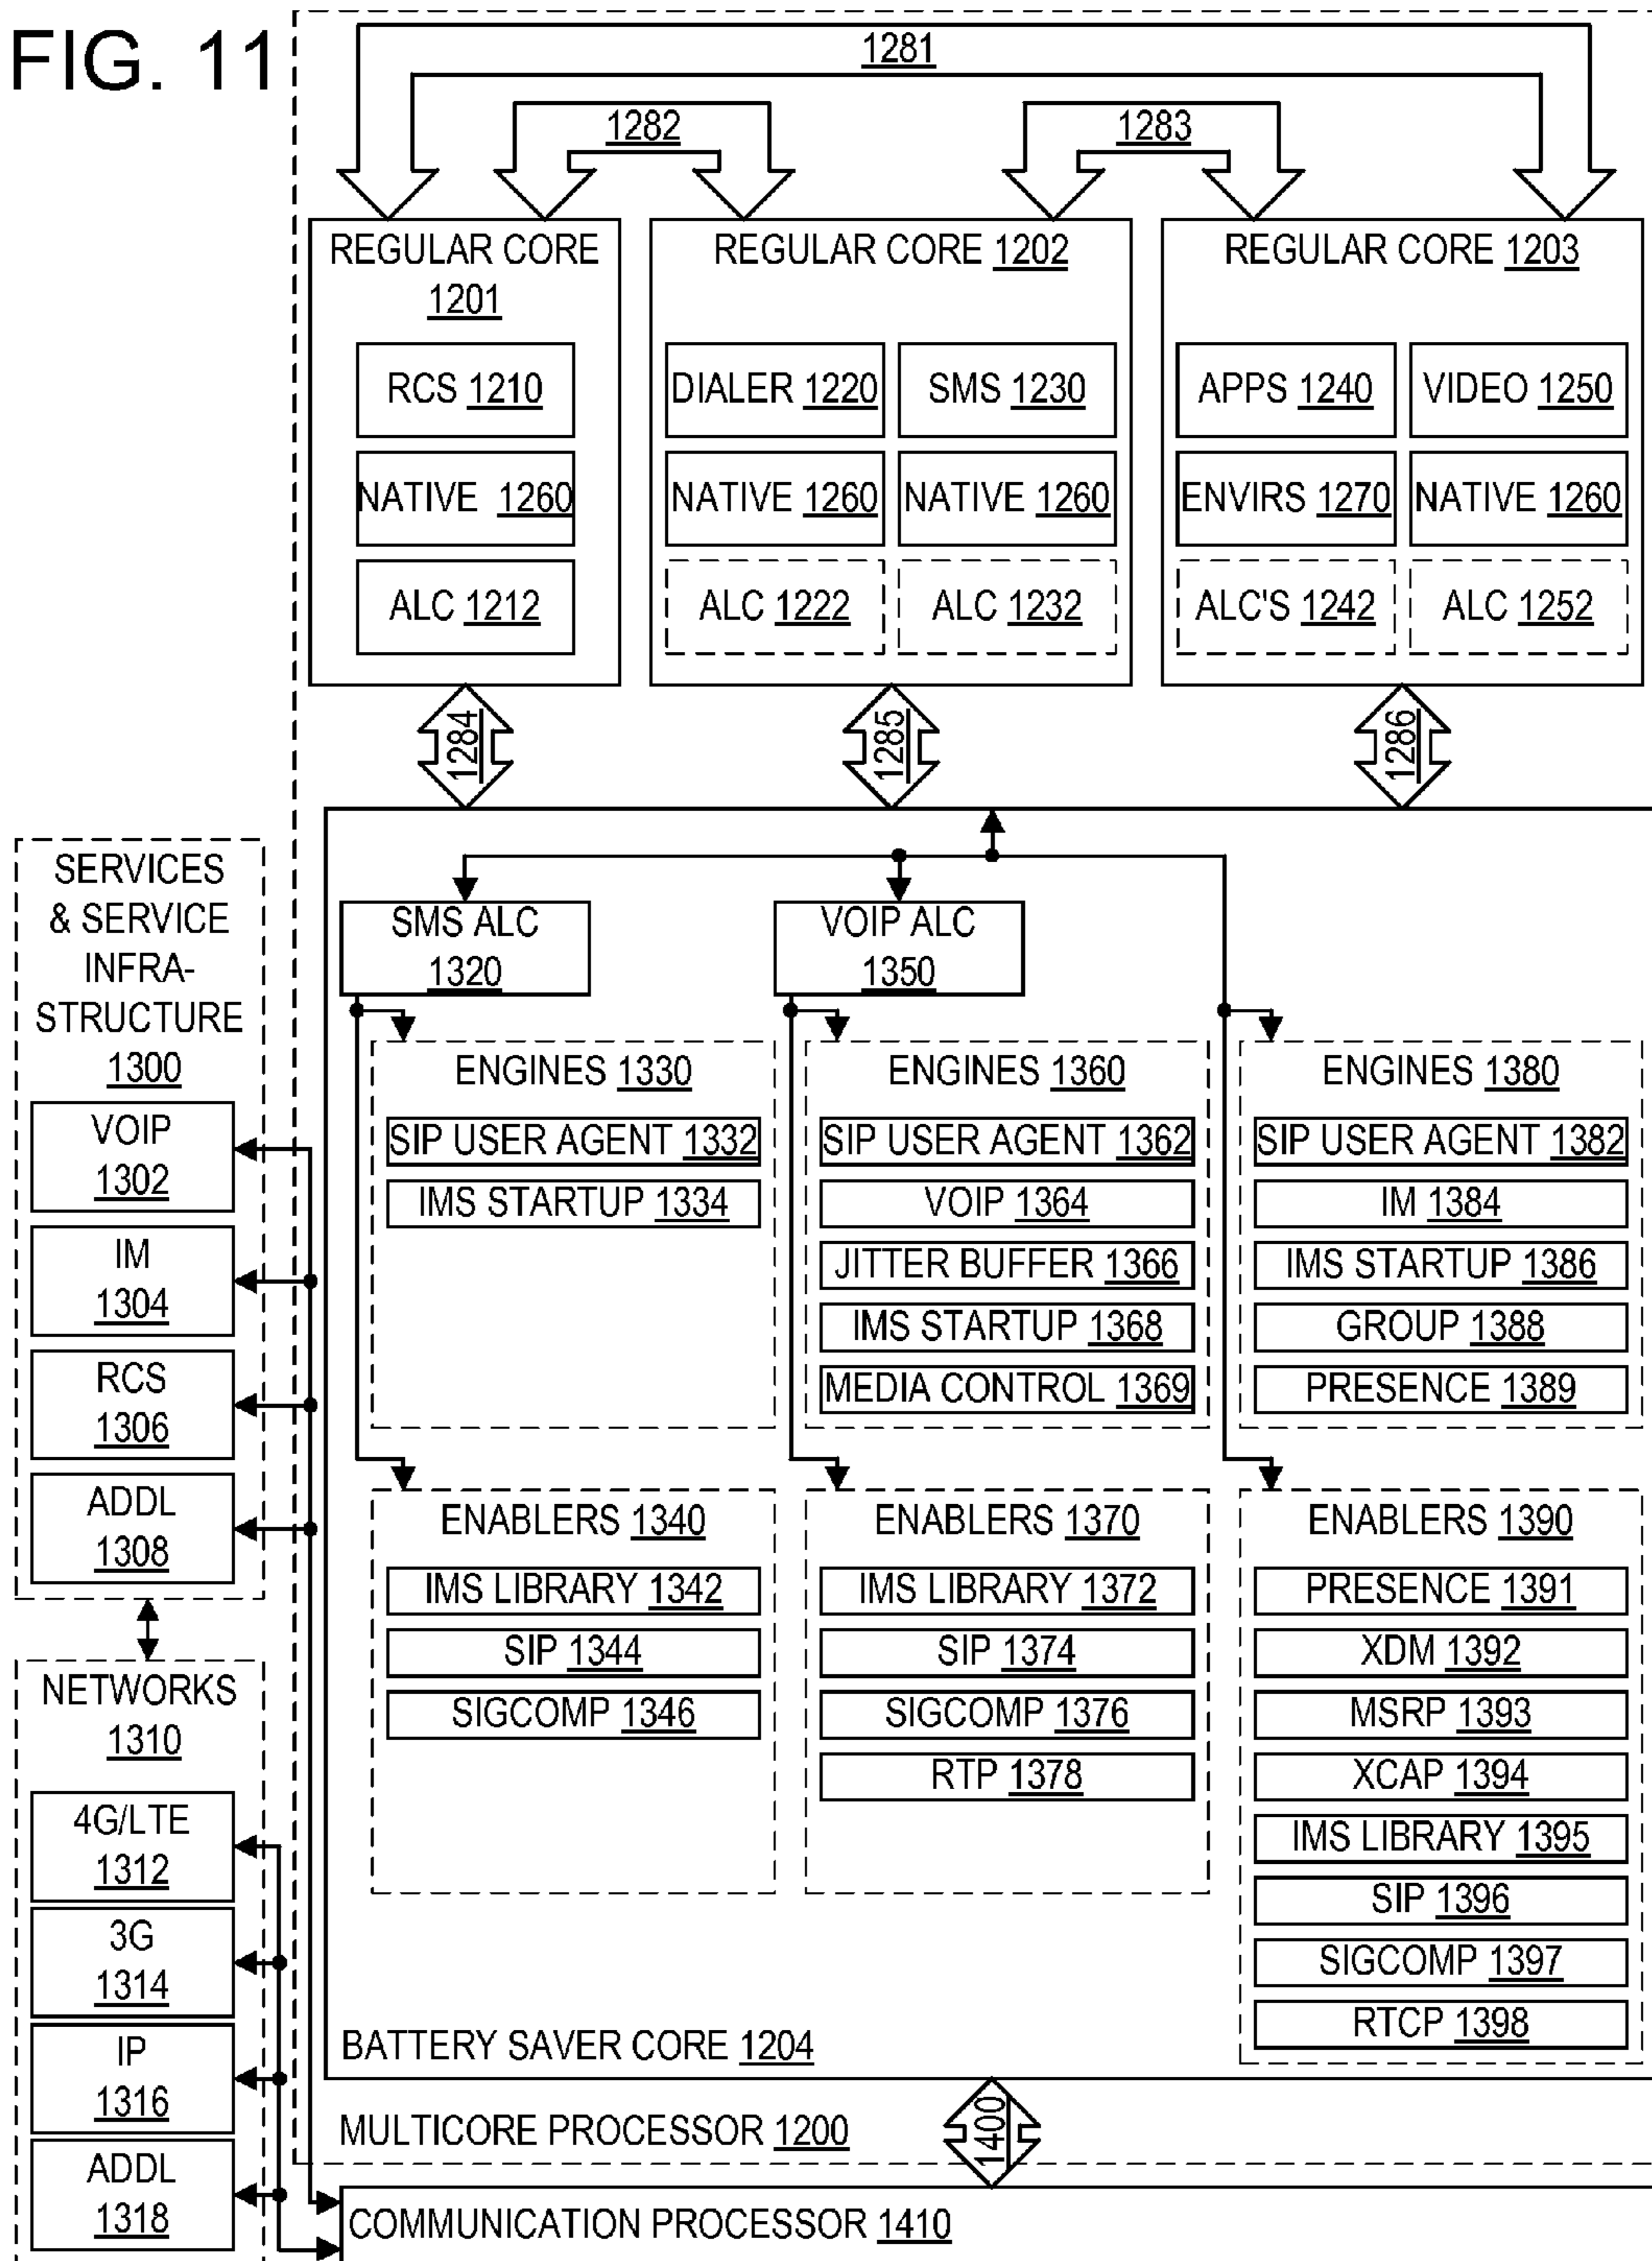 FIG. 11
1281
1282
1283
REGULAR CORE
1201
RCS 1210
NATIVE 1260
ALC 1212
REGULAR CORE 1202
DIALER 1220
SMS 1230
NATIVE 1260
NATIVE 1260
ALC 1222
ALC 1232
REGULAR CORE 1203
APPS 1240
VIDEO 1250
ENVIRS 1270
NATIVE 1260
ALC'S 1242
ALC 1252
1284
1285
1286
SERVICES
& SERVICE
INFRA-
STRUCTURE
1300
VOIP
1302
IM
1304
RCS
1306
ADDL
1308
NETWORKS
1310
4G/LTE
1312
3G
1314
IP
1316
ADDL
1318
SMS ALC
1320
ENGINES 1330
SIP USER AGENT 1332
IMS STARTUP 1334
ENABLERS 1340
IMS LIBRARY 1342
SIP 1344
SIGCOMP 1346
VOIP ALC
1350
ENGINES 1360
SIP USER AGENT 1362
VOIP 1364
JITTER BUFFER 1366
IMS STARTUP 1368
MEDIA CONTROL 1369
ENABLERS 1370
IMS LIBRARY 1372
SIP 1374
SIGCOMP 1376
RTP 1378
ENGINES 1380
SIP USER AGENT 1382
IM 1384
IMS STARTUP 1386
GROUP 1388
PRESENCE 1389
ENABLERS 1390
PRESENCE 1391
XDM 1392
MSRP 1393
XCAP 1394
IMS LIBRARY 1395
SIP 1396
SIGCOMP 1397
RTCP 1398
BATTERY SAVER CORE 1204
MULTICORE PROCESSOR 1200
1400
COMMUNICATION PROCESSOR 1410